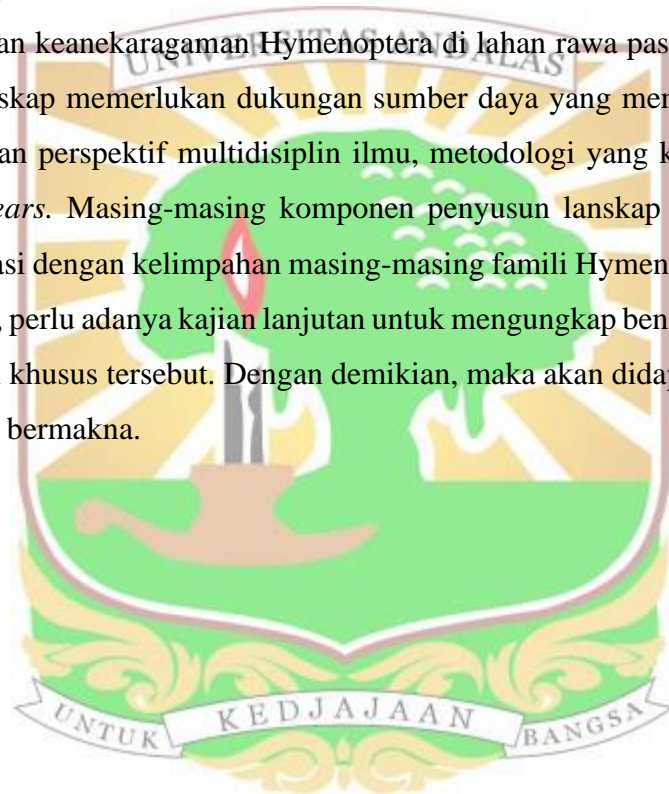 an keanekaragaman Hymenoptera di lahan rawa pas
UNIVERSITAS ANDALAS
skap memerlukan dukungan sumber daya yang mer
an perspektif multidisiplin ilmu, metodologi yang k
ears. Masing-masing komponen penyusun lanskap
asi dengan kelimpahan masing-masing famili Hymen
, perlu adanya kajian lanjutan untuk mengungkap ben
khusus tersebut. Dengan demikian, maka akan didap
bermakna.
UNTUK KEDJAJAAN BANGSA